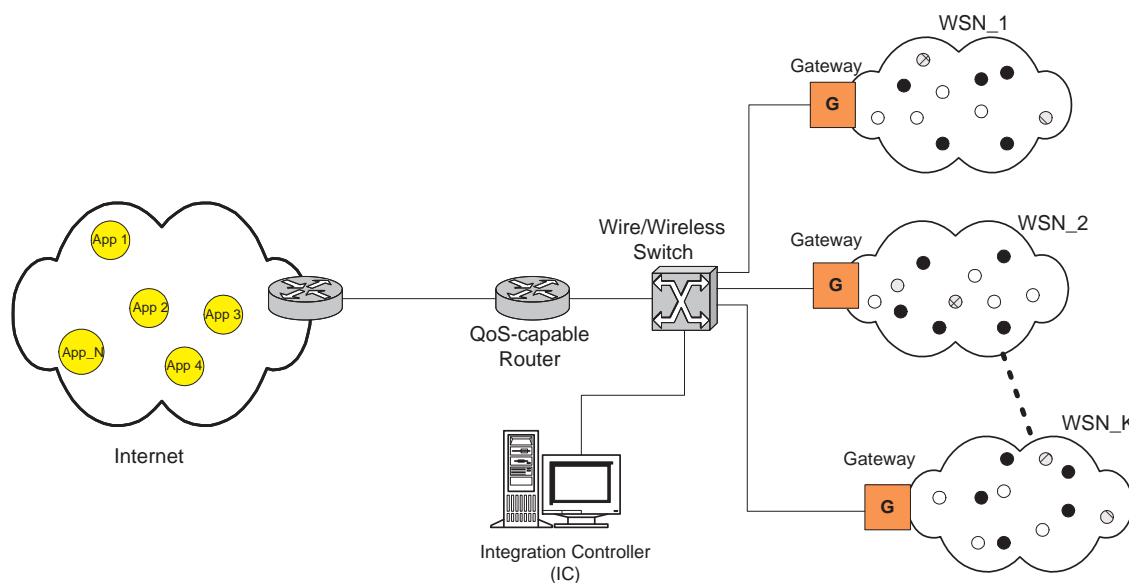 WSN_1
Gateway
G
WSN_2
Wire/Wireless
Switch
Gateway
G
App 1
App 2
App 3
App_N
App 4
QoS-capable
Router
Internet
WSN_K
Gateway
G
Integration Controller
(IC)